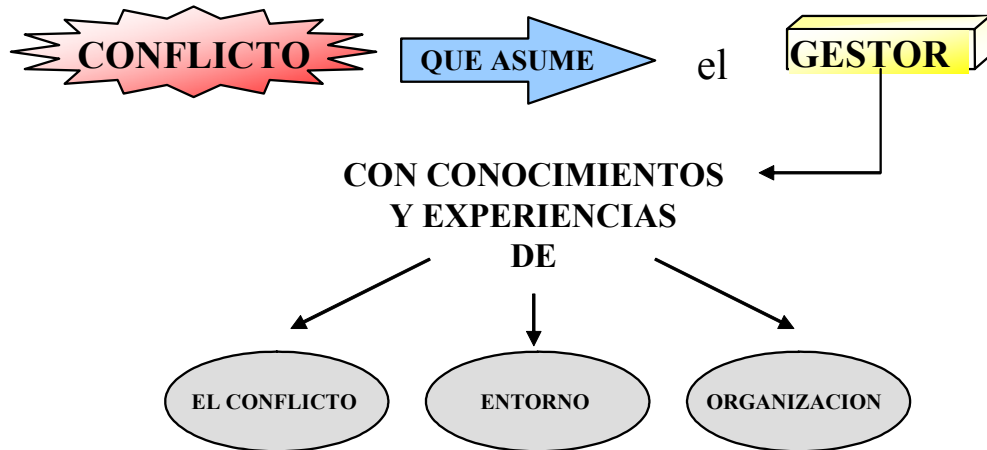 CONFLICTO QUE ASUME el GESTOR
CON CONOCIMIENTOS
Y EXPERIENCIAS
DE
EL CONFLICTO ENTORNO ORGANIZACION